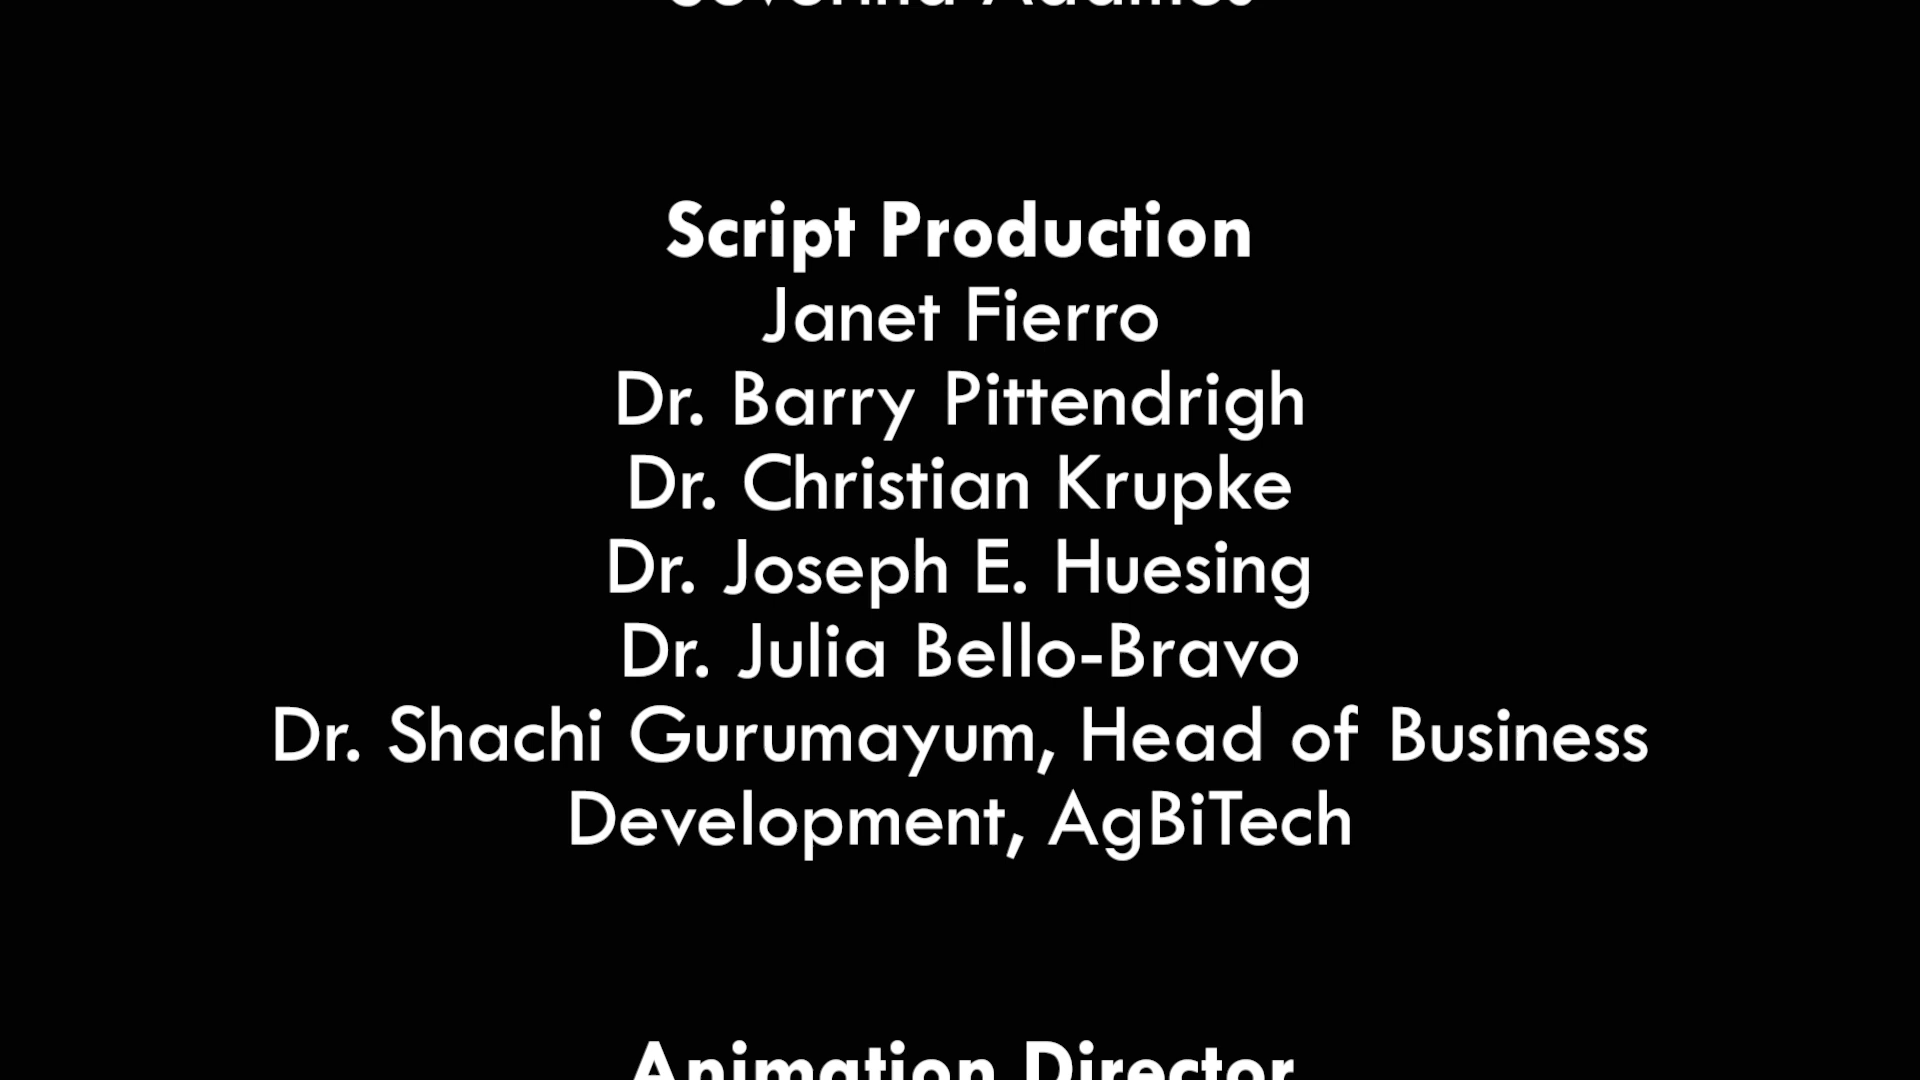 Script Production
Janet Fierro
Dr. Barry Pittendrigh
Dr. Christian Krupke
Dr. Joseph E. Huesing
Dr. Julia Bello-Bravo
Dr. Shachi Gurumayum, Head of Business
Development, AgBiTech
Animation Director